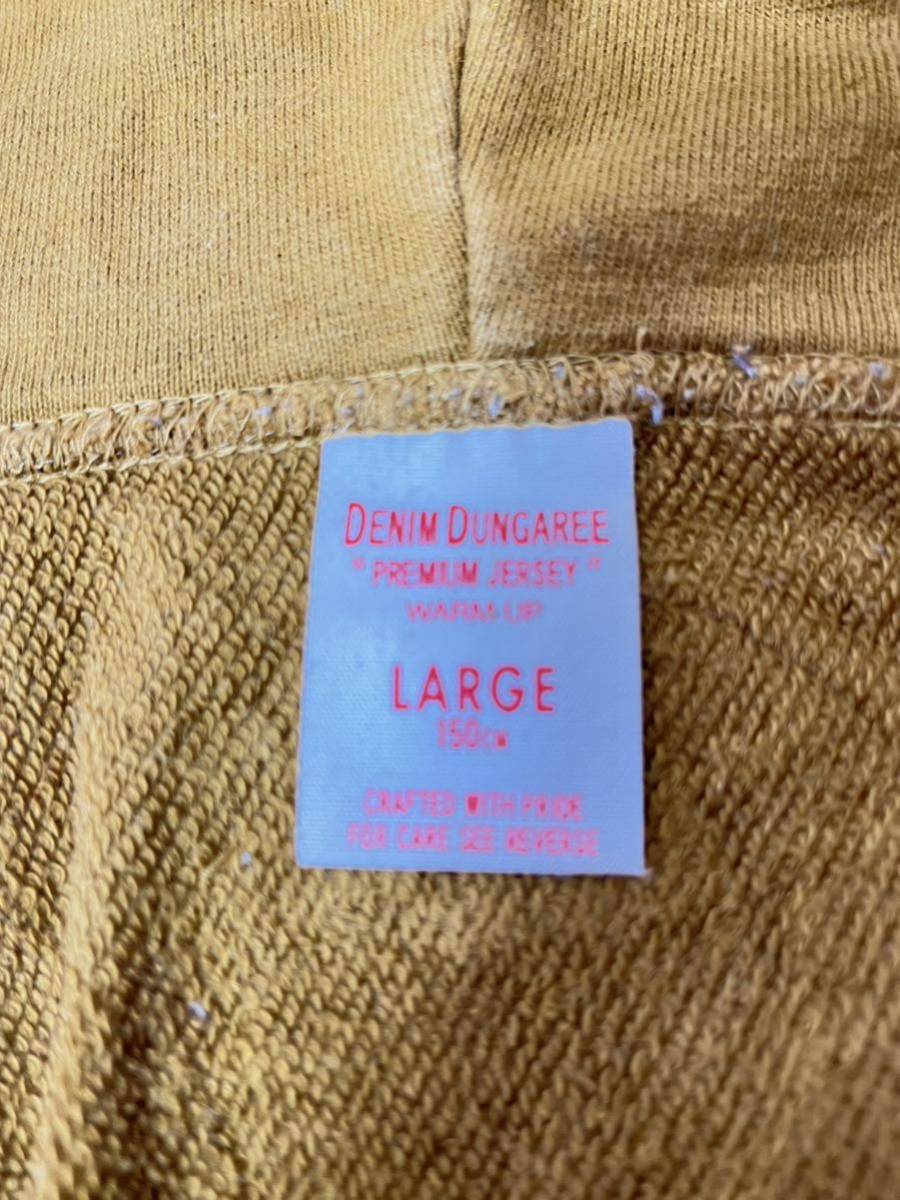 DENIM DUNGAREE
"PREMIUM JERSEY"
WARM-UP
LARGE
150CM
CRAFTED WITH PRIDE
FOR CARE SEE REVERSE